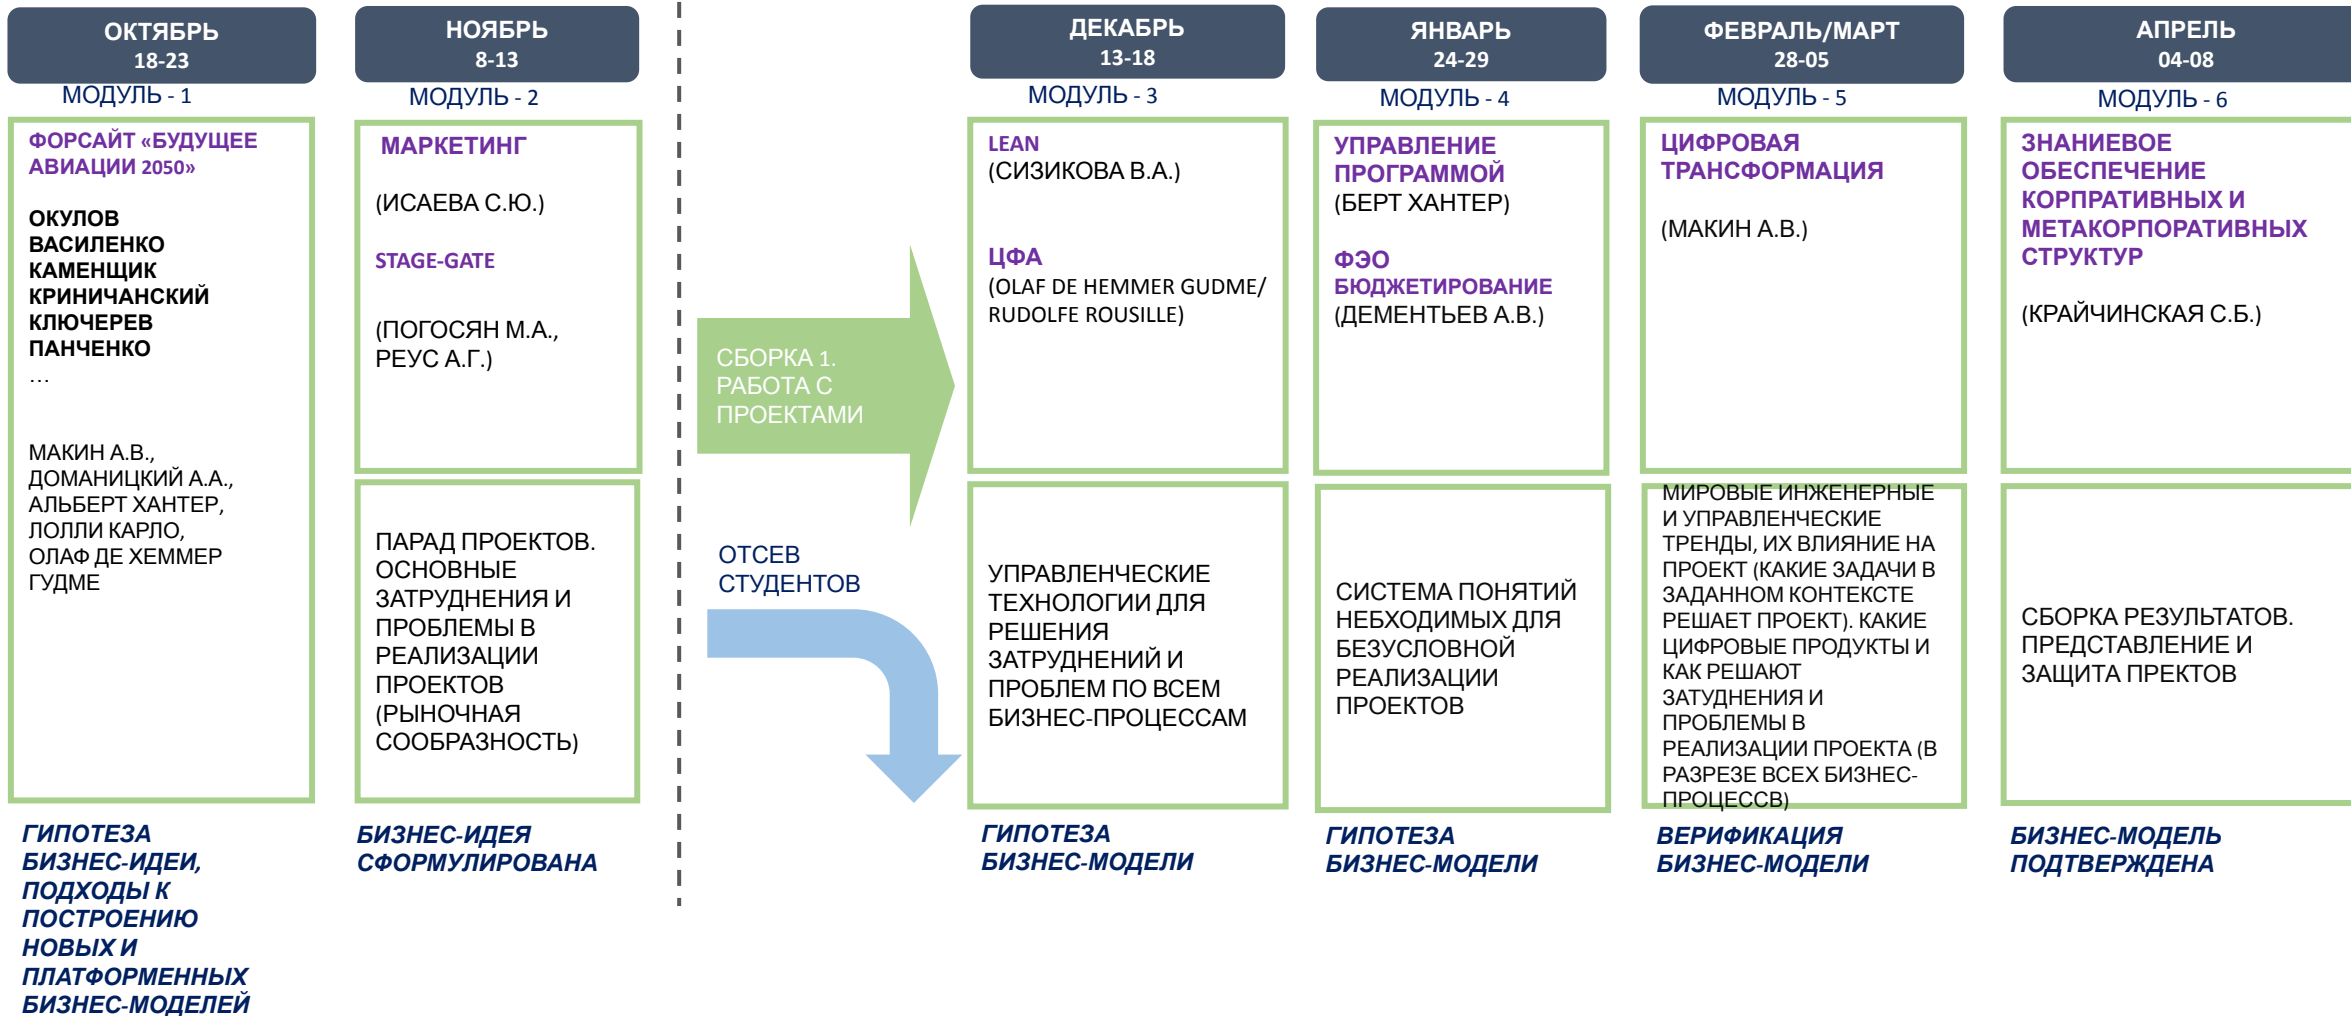 ОКТЯБРЬ
18-23
МОДУЛЬ - 1
ФОРСАЙТ «БУДУЩЕЕ
АВИАЦИИ 2050»
ОКУЛОВ
ВАСИЛЕНКО
КАМЕНЩИК
КРИНИЧАНСКИЙ
КЛЮЧЕРЕВ
ПАНЧЕНКО
…
МАКИН А.В.,
ДОМАНИЦКИЙ А.А.,
АЛЬБЕРТ ХАНТЕР,
ЛОЛЛИ КАРЛО,
ОЛАФ ДЕ ХЕММЕР
ГУДМЕ
ГИПОТЕЗА
БИЗНЕС-ИДЕИ,
ПОДХОДЫ К
ПОСТРОЕНИЮ
НОВЫХ И
ПЛАТФОРМЕННЫХ
БИЗНЕС-МОДЕЛЕЙ
НОЯБРЬ
8-13
МОДУЛЬ - 2
МАРКЕТИНГ
(ИСАЕВА С.Ю.)
STAGE-GATE
(ПОГОСЯН М.А.,
РЕУС А.Г.)
ПАРАД ПРОЕКТОВ.
ОСНОВНЫЕ
ЗАТРУДНЕНИЯ И
ПРОБЛЕМЫ В
РЕАЛИЗАЦИИ
ПРОЕКТОВ
(РЫНОЧНАЯ
СООБРАЗНОСТЬ)
БИЗНЕС-ИДЕЯ
СФОРМУЛИРОВАНА
СБОРКА 1.
РАБОТА С
ПРОЕКТАМИ
ОТСЕВ
СТУДЕНТОВ
ДЕКАБРЬ
13-18
МОДУЛЬ - 3
LEAN
(СИЗИКОВА В.А.)
ЦФА
(OLAF DE HEMMER GUDME/
RUDOLFE ROUSILLE)
УПРАВЛЕНЧЕСКИЕ
ТЕХНОЛОГИИ ДЛЯ
РЕШЕНИЯ
ЗАТРУДНЕНИЙ И
ПРОБЛЕМ ПО ВСЕМ
БИЗНЕС-ПРОЦЕССАМ
ГИПОТЕЗА
БИЗНЕС-МОДЕЛИ
ЯНВАРЬ
24-29
МОДУЛЬ - 4
УПРАВЛЕНИЕ
ПРОГРАММОЙ
(БЕРТ ХАНТЕР)
ФЭО
БЮДЖЕТИРОВАНИЕ
(ДЕМЕНТЬЕВ А.В.)
СИСТЕМА ПОНЯТИЙ
НЕБХОДИМЫХ ДЛЯ
БЕЗУСЛОВНОЙ
РЕАЛИЗАЦИИ
ПРОЕКТОВ
ГИПОТЕЗА
БИЗНЕС-МОДЕЛИ
ФЕВРАЛЬ/МАРТ
28-05
МОДУЛЬ - 5
ЦИФРОВАЯ
ТРАНСФОРМАЦИЯ
(МАКИН А.В.)
МИРОВЫЕ ИНЖЕНЕРНЫЕ
И УПРАВЛЕНЧЕСКИЕ
ТРЕНДЫ, ИХ ВЛИЯНИЕ НА
ПРОЕКТ (КАКИЕ ЗАДАЧИ В
ЗАДАННОМ КОНТЕКСТЕ
РЕШАЕТ ПРОЕКТ). КАКИЕ
ЦИФРОВЫЕ ПРОДУКТЫ И
КАК РЕШАЮТ
ЗАТУДНЕНИЯ И
ПРОБЛЕМЫ В
РЕАЛИЗАЦИИ ПРОЕКТА (В
РАЗРЕЗЕ ВСЕХ БИЗНЕС-
ПРОЦЕССВ)
ВЕРИФИКАЦИЯ
БИЗНЕС-МОДЕЛИ
АПРЕЛЬ
04-08
МОДУЛЬ - 6
ЗНАНИЕВОЕ
ОБЕСПЕЧЕНИЕ
КОРПРАТИВНЫХ И
МЕТАКОРПОРАТИВНЫХ
СТРУКТУР
(КРАЙЧИНСКАЯ С.Б.)
СБОРКА РЕЗУЛЬТАТОВ.
ПРЕДСТАВЛЕНИЕ И
ЗАЩИТА ПРЕКТОВ
БИЗНЕС-МОДЕЛЬ
ПОДТВЕРЖДЕНА